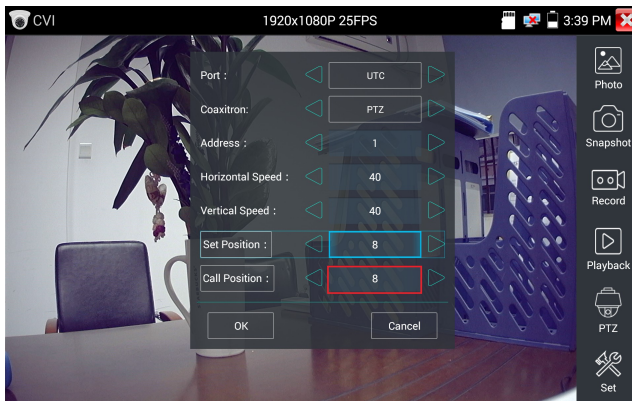 CVI 1920x1080P 25FPS 3:39 PM
Port : UTC
Coaxitron: PTZ
Address : 1
Horizontal Speed : 40
Vertical Speed : 40
Set Position : 8
Call Position : 8
OK Cancel
Photo
Snapshot
Record
Playback
PTZ
Set